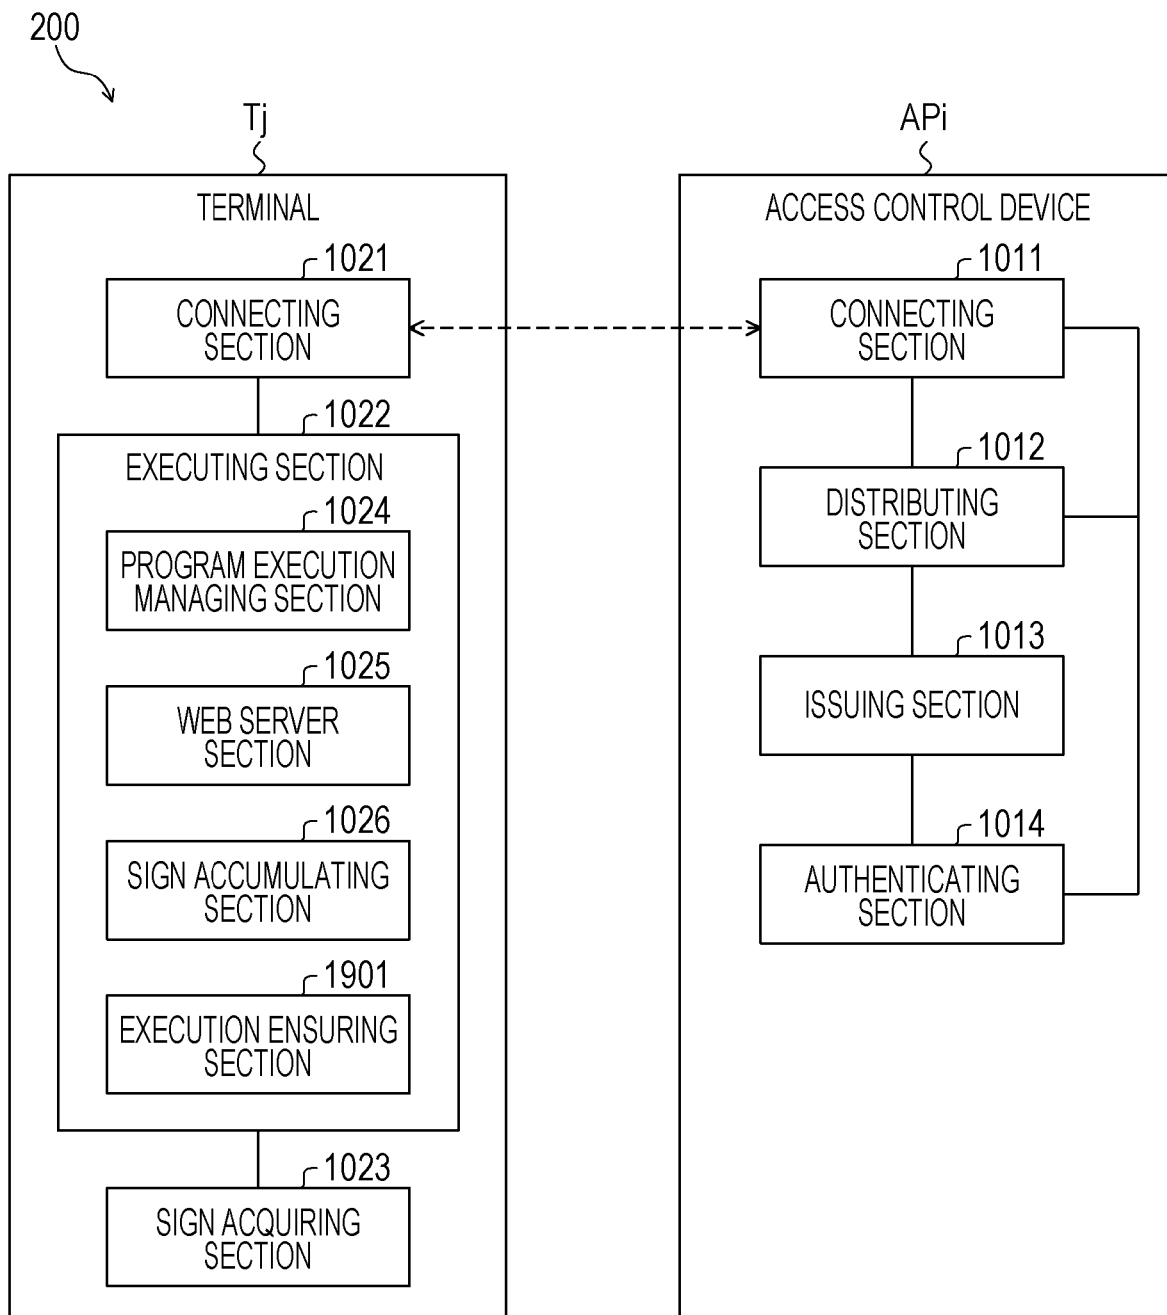 200
Tj
TERMINAL
1021
CONNECTING
SECTION
1022
EXECUTING SECTION
1024
PROGRAM EXECUTION
MANAGING SECTION
1025
WEB SERVER
SECTION
1026
SIGN ACCUMULATING
SECTION
1901
EXECUTION ENSURING
SECTION
1023
SIGN ACQUIRING
SECTION
APi
ACCESS CONTROL DEVICE
1011
CONNECTING
SECTION
1012
DISTRIBUTING
SECTION
1013
ISSUING SECTION
1014
AUTHENTICATING
SECTION